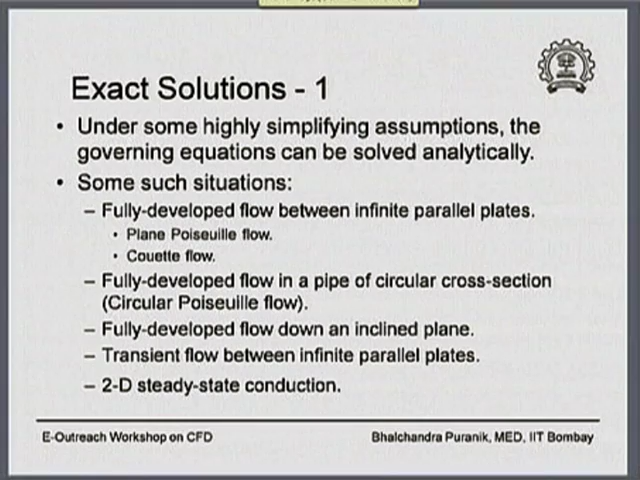 Exact Solutions - 1
• Under some highly simplifying assumptions, the
governing equations can be solved analytically.
• Some such situations:
– Fully-developed flow between infinite parallel plates.
• Plane Poiseuille flow.
• Couette flow.
– Fully-developed flow in a pipe of circular cross-section
(Circular Poiseuille flow).
– Fully-developed flow down an inclined plane.
– Transient flow between infinite parallel plates.
– 2-D steady-state conduction.
E-Outreach Workshop on CFD
Bhalchandra Puranik, MED, IIT Bombay